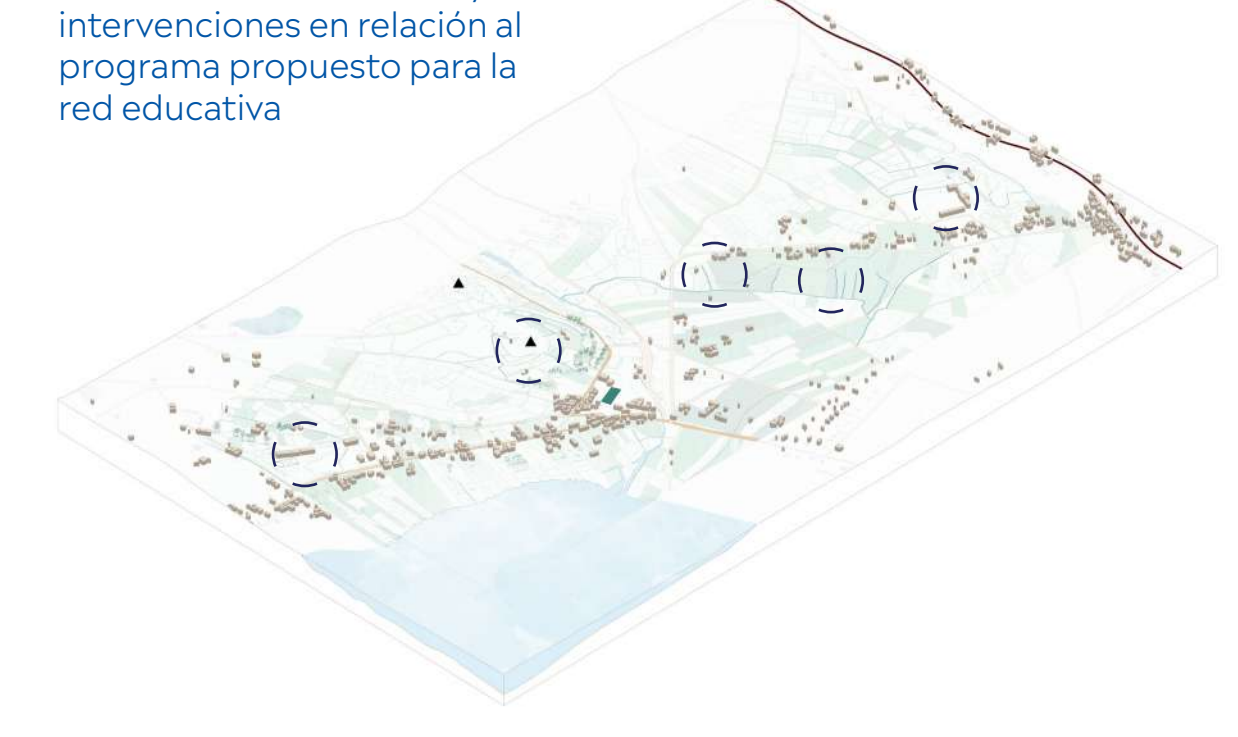 intervenciones en relación al
programa propuesto para la
red educativa